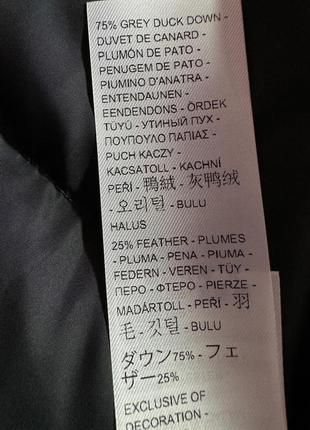 75% GREY DUCK DOWN -
DUVET DE CANARD -
PLUMÓN DE PATO -
PENUGEM DE PATO -
PIUMINO D'ANATRA -
ENTENDAUNEN -
EENDENDONS - ÖRDEK
TÜYÜ - УТИНЫЙ ПУХ -
ΠΟΥΠΟΥΛΟ ΠΑΠΙΑΣ -
PUCH KACZY -
KACSATOLL - KACHNÍ
PEŘÍ - 鴨絨 - 灰鸭绒
- 오리털 - BULU
HALUS
25% FEATHER - PLUMES
- PLUMA - PENA - PIUMA -
FEDERN - VEREN - TÜY -
ПЕРО - ΦΤΕΡΟ - PIERZE -
MADÁRTOLL - PEŘÍ - 羽
毛 - 깃털 - BULU
ダウン75% - フェ
ザー25%
EXCLUSIVE OF
DECORATION -